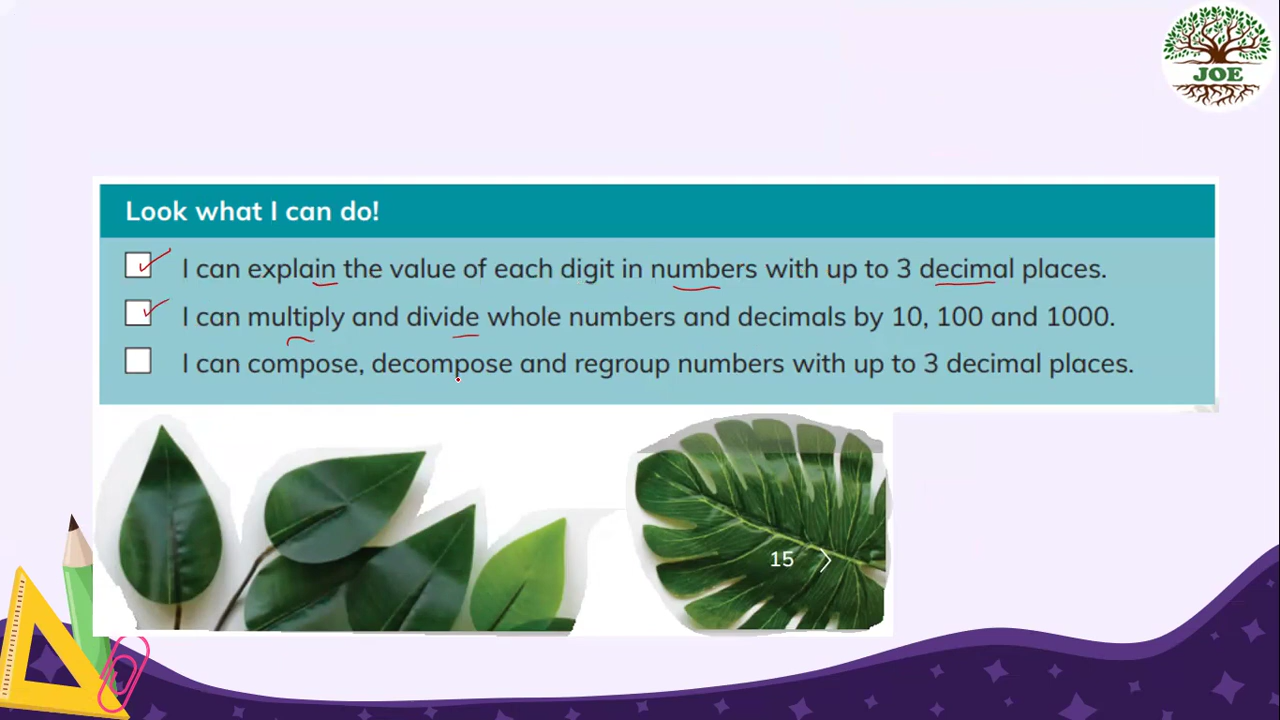 JOE
Look what I can do!
I can explain the value of each digit in numbers with up to 3 decimal places.
I can multiply and divide whole numbers and decimals by 10, 100 and 1000.
I can compose, decompose and regroup numbers with up to 3 decimal places.
15